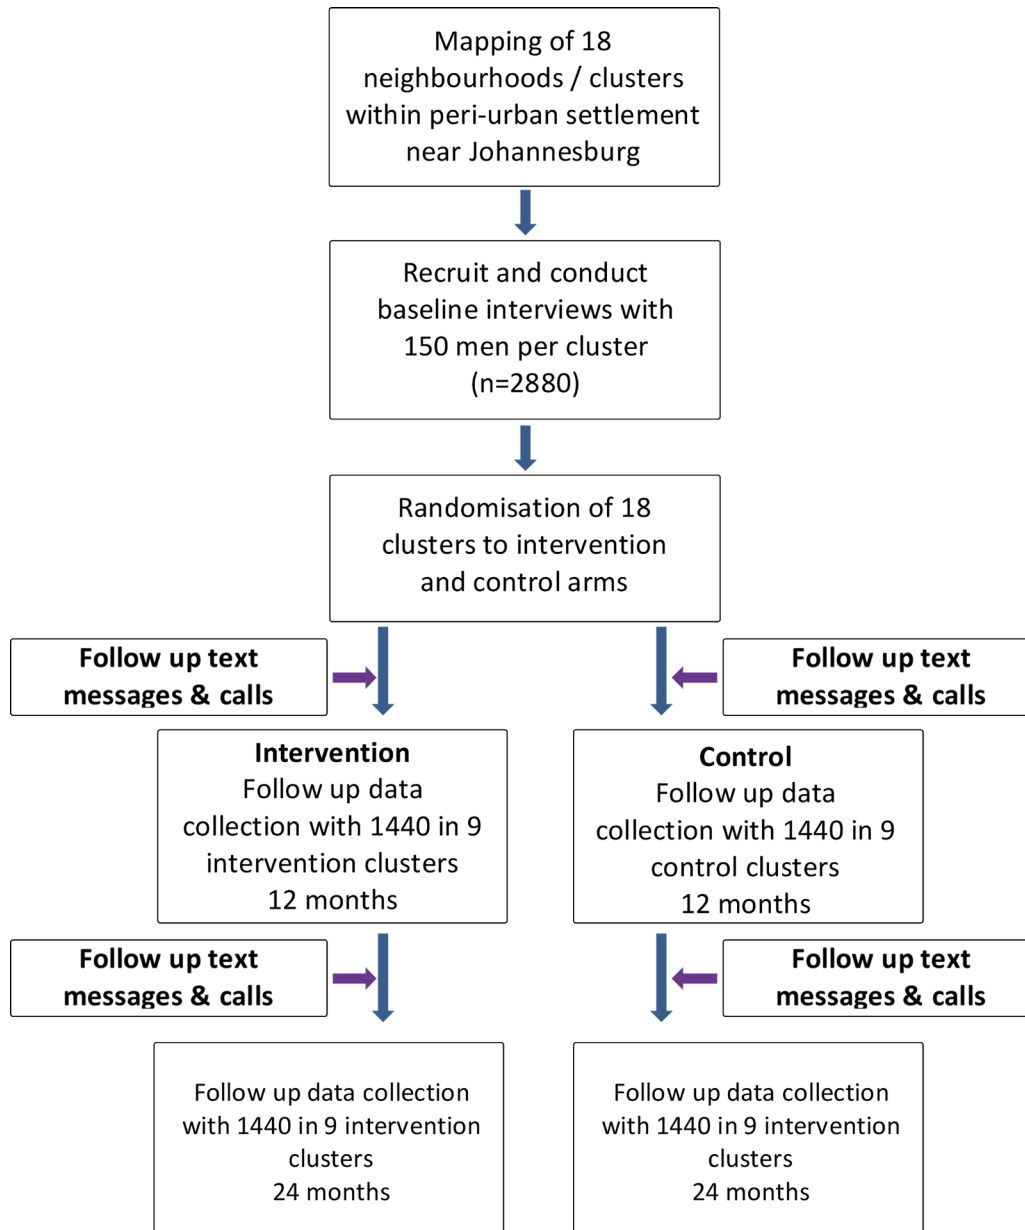 Mapping of 18
neighbourhoods / clusters
within peri-urban settlement
near Johannesburg
Recruit and conduct
baseline interviews with
150 men per cluster
(n=2880)
Randomisation of 18
clusters to intervention
and control arms
Follow up text
messages & calls
Follow up text
messages & calls
Intervention
Follow up data
collection with 1440 in 9
intervention clusters
12 months
Control
Follow up data
collection with 1440 in 9
control clusters
12 months
Follow up text
messages & calls
Follow up text
messages & calls
Follow up data collection
with 1440 in 9 intervention
clusters
24 months
Follow up data collection
with 1440 in 9 intervention
clusters
24 months